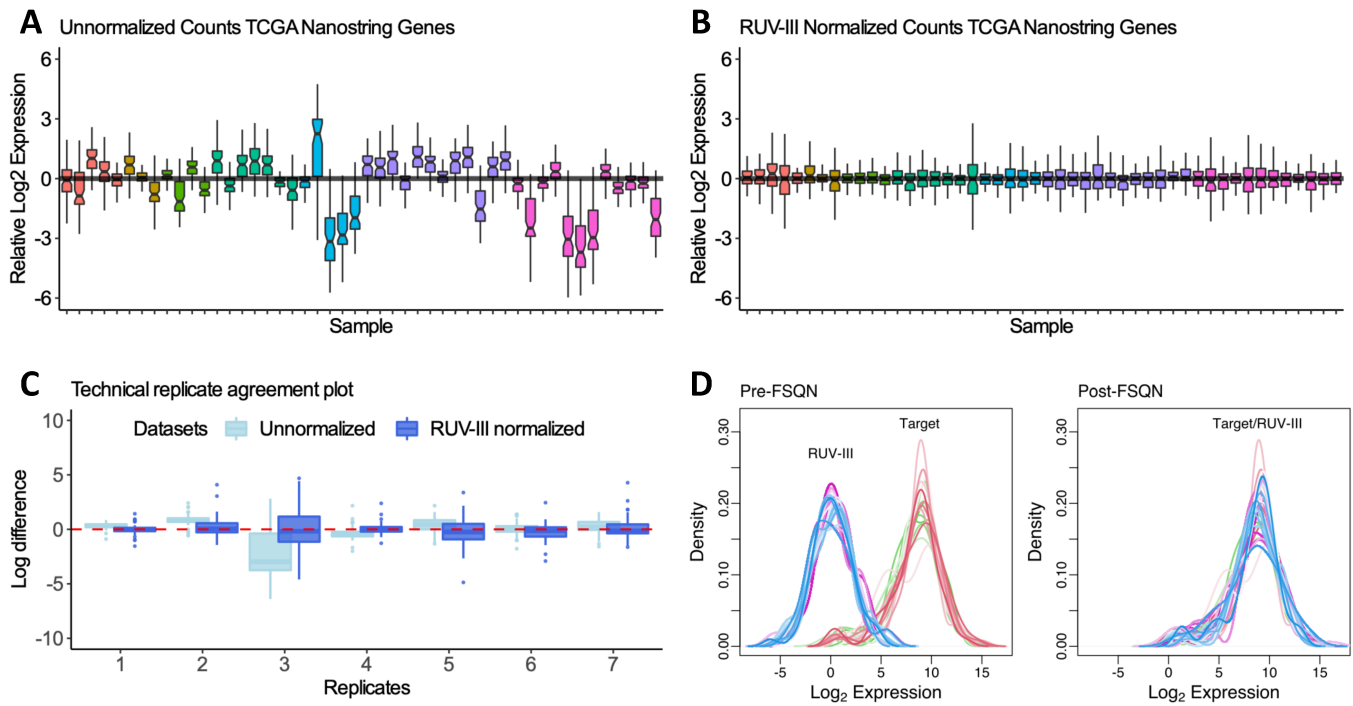 A
Unnormalized Counts TCGA Nanostring Genes
Relative Log2 Expression
6
3
0
-3
-6
Sample
B
RUV-III Normalized Counts TCGA Nanostring Genes
Relative Log2 Expression
6
3
0
-3
-6
Sample
C
Technical replicate agreement plot
Datasets Unnormalized RUV-III normalized
Log difference
10
5
0
-5
-10
1 2 3 4 5 6 7
Replicates
D
Pre-FSQN
RUV-III
Target
Density
0.30
0.20
0.10
0.00
-5 0 5 10 15
Log2 Expression
Post-FSQN
Target/RUV-III
Density
0.30
0.20
0.10
0.00
-5 0 5 10 15
Log2 Expression